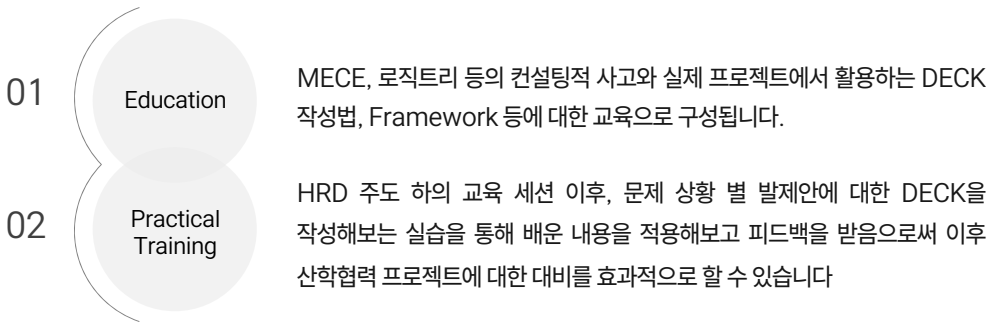 01
Education
MECE, 로직트리 등의 컨설팅적 사고와 실제 프로젝트에서 활용하는 DECK
작성법, Framework 등에 대한 교육으로 구성됩니다.
02
Practical
Training
HRD 주도 하의 교육 세션 이후, 문제 상황 별 발제안에 대한 DECK을
작성해보는 실습을 통해 배운 내용을 적용해보고 피드백을 받음으로써 이후
산학협력 프로젝트에 대한 대비를 효과적으로 할 수 있습니다